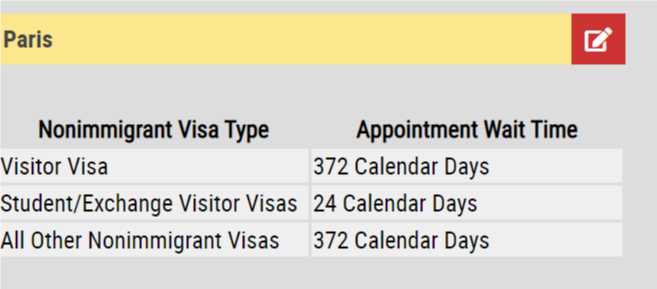 Paris
Nonimmigrant Visa Type Appointment Wait Time
Visitor Visa 372 Calendar Days
Student/Exchange Visitor Visas 24 Calendar Days
All Other Nonimmigrant Visas 372 Calendar Days